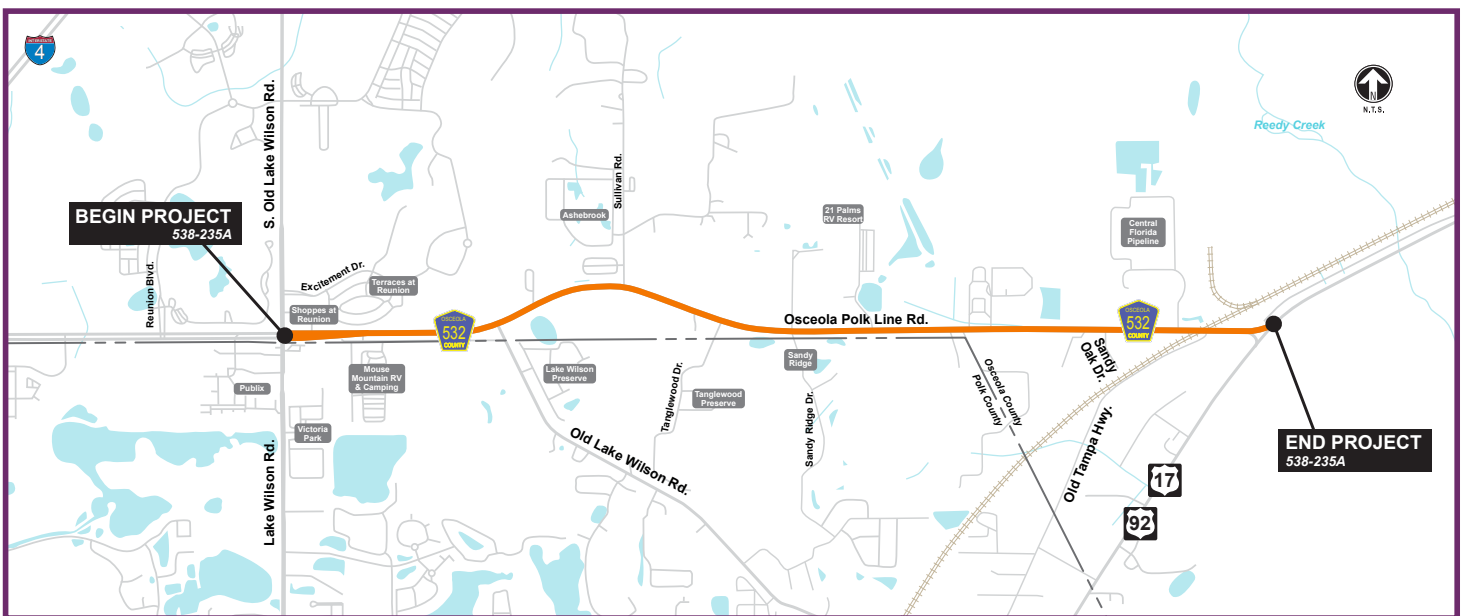 INTERSTATE
4
N
N.T.S.
Reedy Creek
S. Old Lake Wilson Rd.
BEGIN PROJECT
538-235A
Reunion Blvd.
Excitement Dr.
Terraces at
Reunion
Shoppes at
Reunion
Ashebrook
Sullivan Rd.
21 Palms
RV Resort
Central
Florida
Pipeline
OSCEOLA
532
COUNTY
Osceola Polk Line Rd.
OSCEOLA
532
COUNTY
Sandy
Oak Dr.
Publix
Mouse
Mountain RV
& Camping
Lake Wilson
Preserve
Tanglewood Dr.
Tanglewood
Preserve
Sandy
Ridge
Sandy Ridge Dr.
Osceola County
Polk County
Victoria
Park
Lake Wilson Rd.
Old Lake Wilson Rd.
Old Tampa Hwy.
17
92
END PROJECT
538-235A